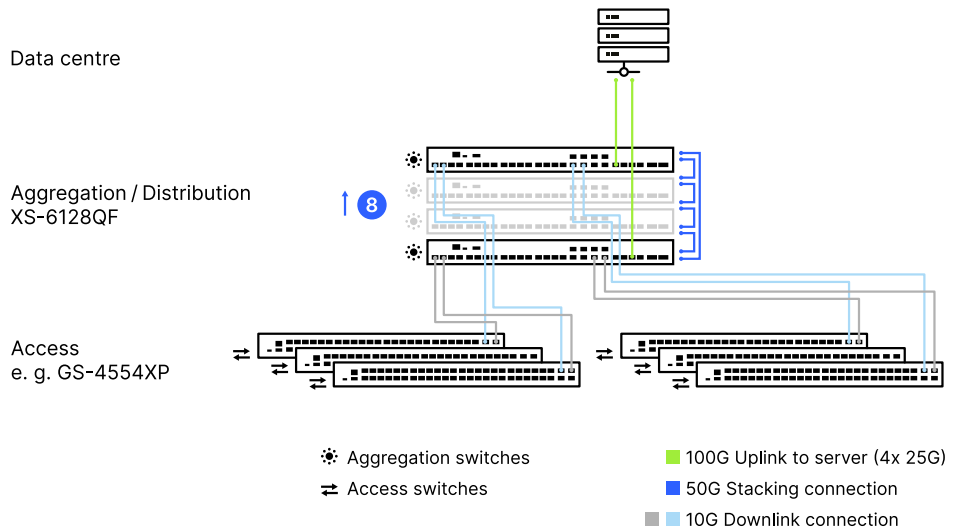 Data centre
Aggregation / Distribution
XS-6128QF
8
Access
e. g. GS-4554XP
Aggregation switches
Access switches
100G Uplink to server (4x 25G)
50G Stacking connection
10G Downlink connection